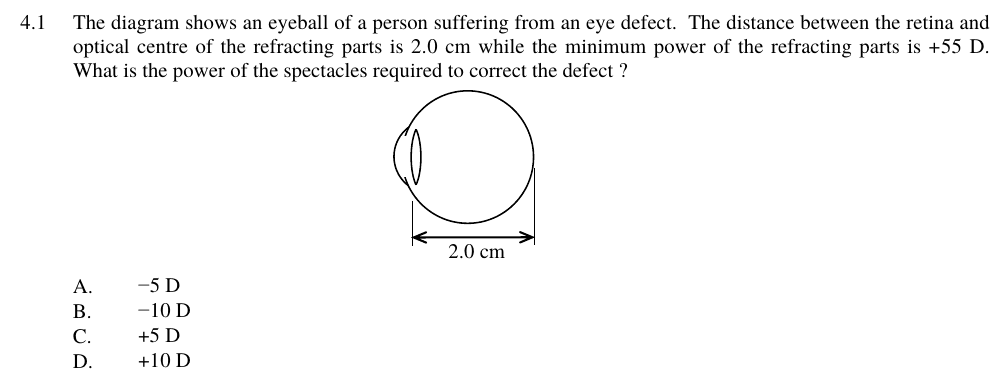 4.1 The diagram shows an eyeball of a person suffering from an eye defect. The distance between the retina and
optical centre of the refracting parts is 2.0 cm while the minimum power of the refracting parts is +55 D.
What is the power of the spectacles required to correct the defect ?
2.0 cm
A. −5 D
B. −10 D
C. +5 D
D. +10 D